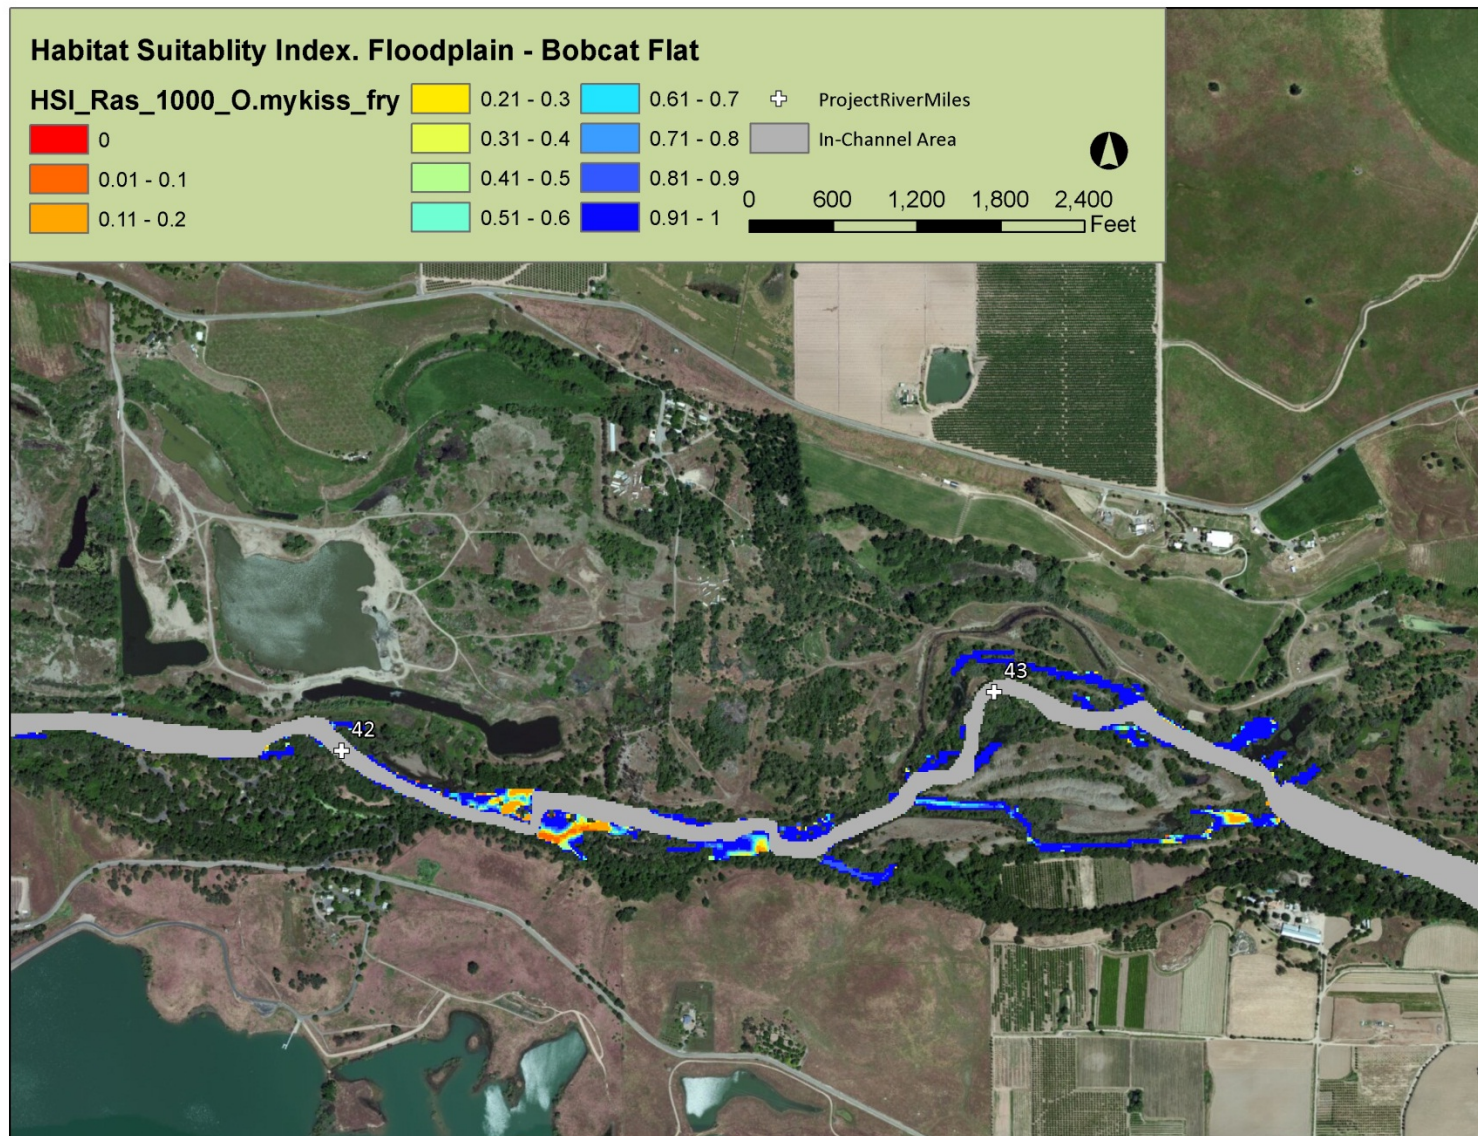 Habitat Suitablity Index. Floodplain - Bobcat Flat
HSI_Ras_1000_O.mykiss_fry
0
0.01 - 0.1
0.11 - 0.2
0.21 - 0.3
0.31 - 0.4
0.41 - 0.5
0.51 - 0.6
0.61 - 0.7
0.71 - 0.8
0.81 - 0.9
0.91 - 1
ProjectRiverMiles
In-Channel Area
0 600 1,200 1,800 2,400
Feet
43
42